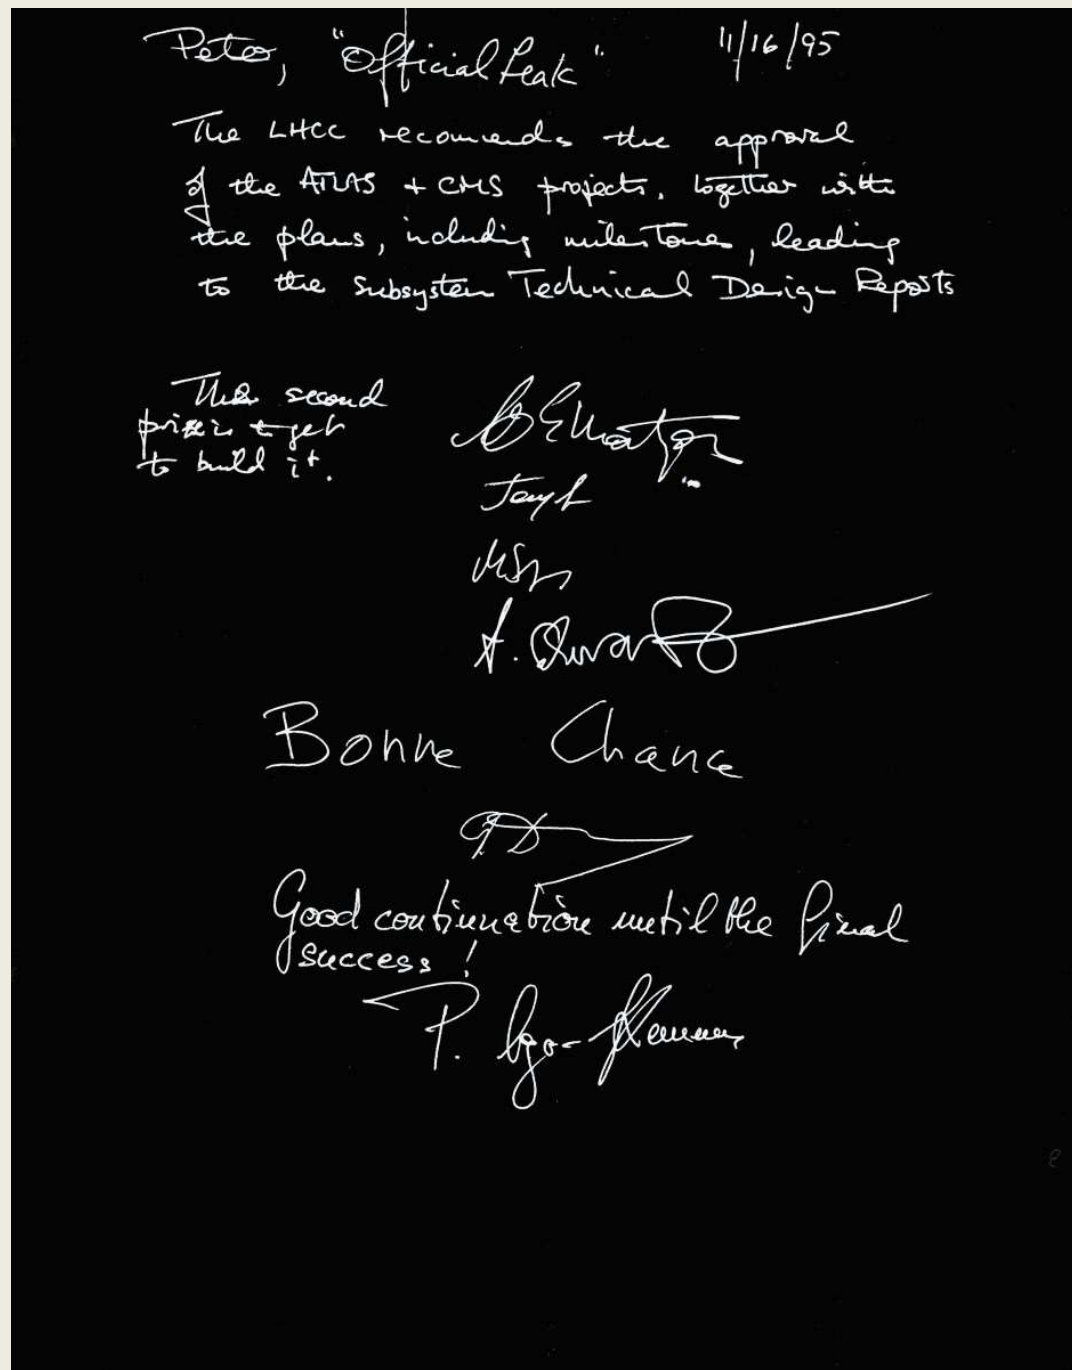 Peter, "Official Leak" 11/16/95
The LHCC recomends the approval
of the ATLAS + CMS projects, together with
the plans, including milestones, leading
to the Subsystem Technical Design Reports
The second
prize is to get
to build it.
Bonne Chance
Good continuation until the final
success!
P.